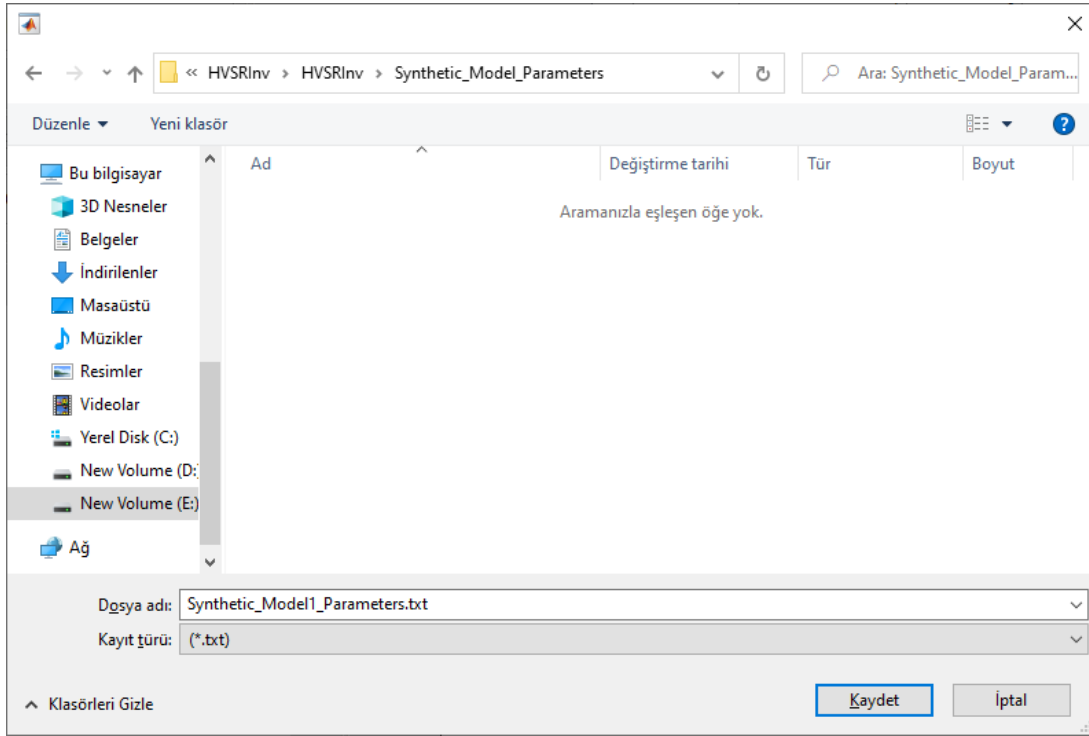 « HVSRInv › HVSRInv › Synthetic_Model_Parameters
Ara: Synthetic_Model_Param...
Düzenle
Yeni klasör
?
Ad
Değiştirme tarihi
Tür
Boyut
Aramanızla eşleşen öğe yok.
Bu bilgisayar
3D Nesneler
Belgeler
İndirilenler
Masaüstü
Müzikler
Resimler
Videolar
Yerel Disk (C:)
New Volume (D:)
New Volume (E:)
Ağ
Dosya adı: Synthetic_Model1_Parameters.txt
Kayıt türü: (*.txt)
Klasörleri Gizle
Kaydet
İptal